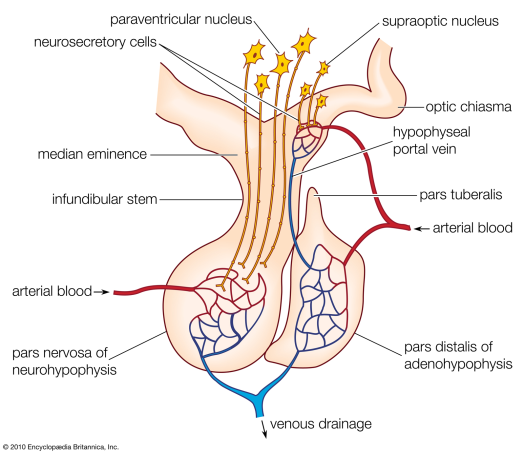 paraventricular nucleus
supraoptic nucleus
neurosecretory cells
optic chiasma
hypophyseal
portal vein
median eminence
infundibular stem
pars tuberalis
arterial blood
arterial blood
pars nervosa of
neurohypophysis
pars distalis of
adenohypophysis
venous drainage
© 2010 Encyclopædia Britannica, Inc.